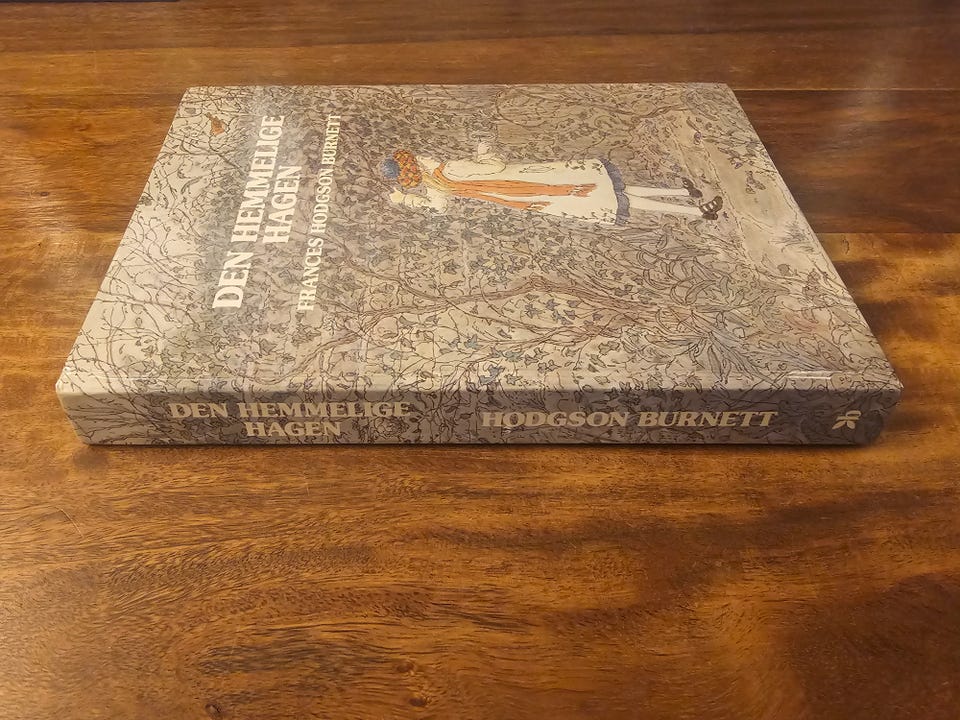 DEN HEMMELIGE
HAGEN
FRANCES HODGSON BURNETT
DEN HEMMELIGE
HAGEN
HODGSON BURNETT